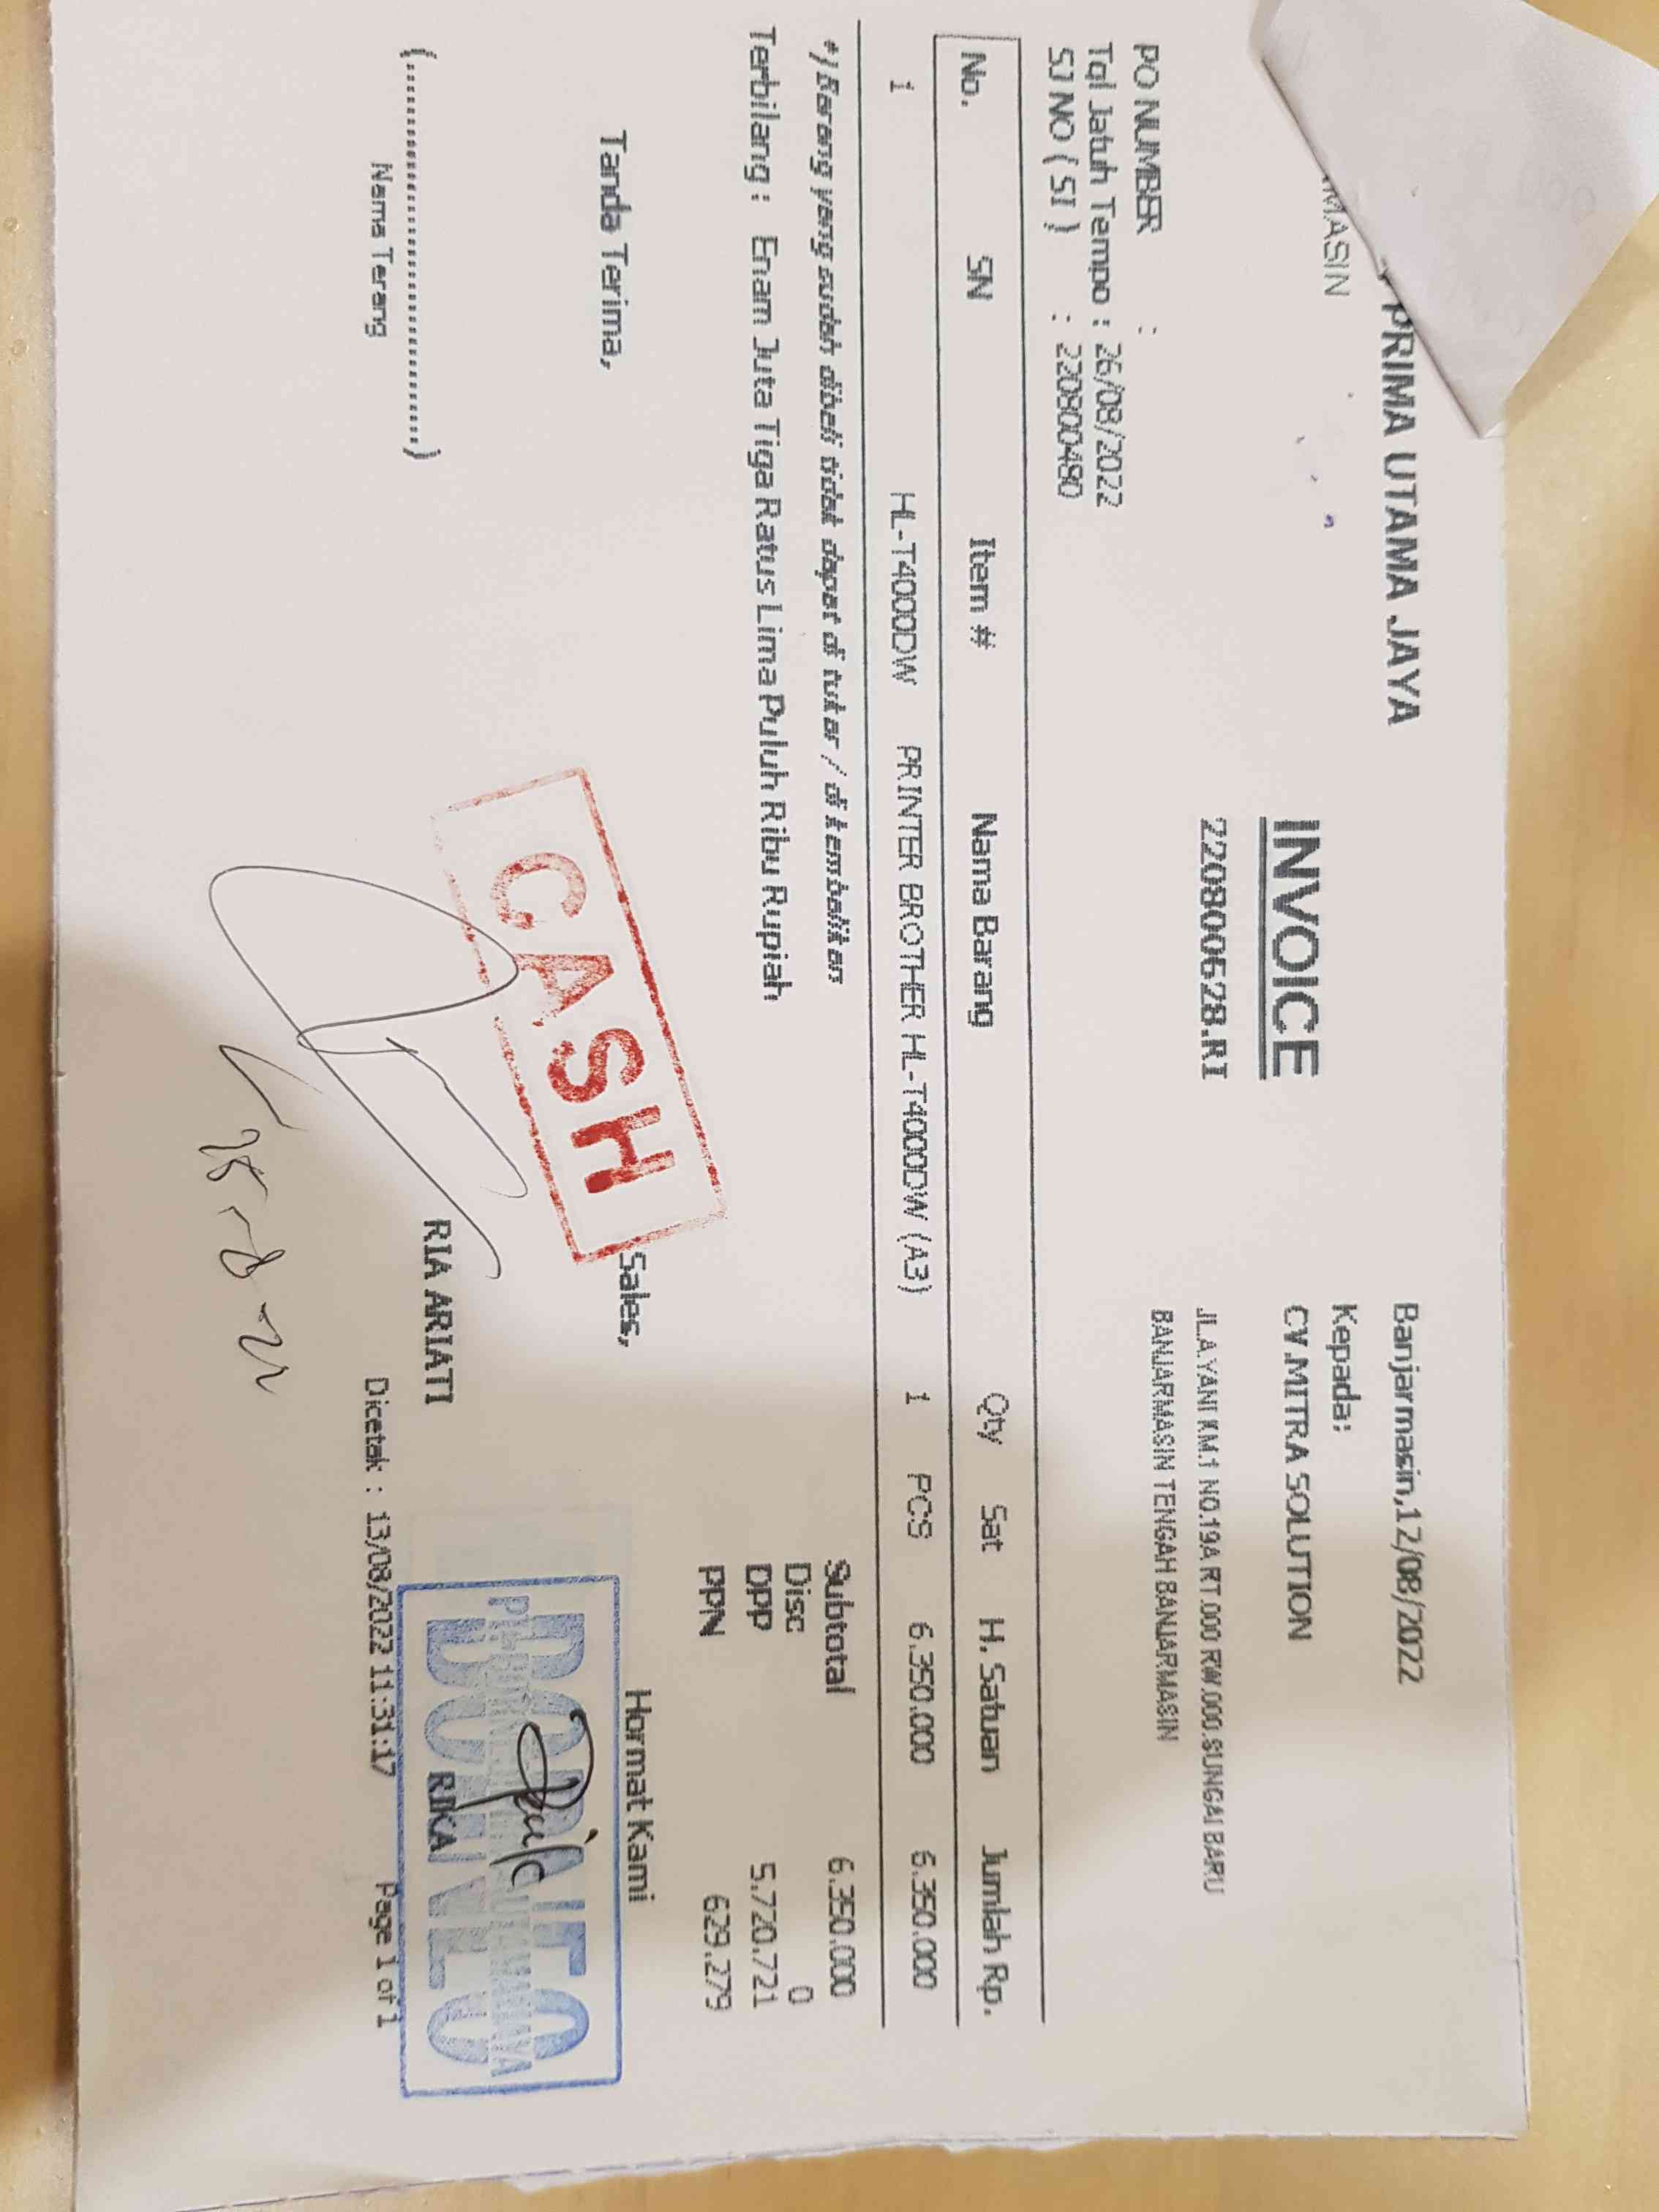 PRIMA UTAMA JAYA
INVOICE
220800628.RI
Banjarmasin,12/08/2022
Kepada:
CV.MITRA SOLUTION
JL.A.YANI KM.1 NO.19A RT.000 RW.000.SUNGAI BARU
BANJARMASIN TENGAH BANJARMASIN
PO NUMBER :
Tgl Jatuh Tempo : 26/08/2022
SJ NO ( SI ) : 220800480
No. SN Item # Nama Barang Qty Sat H. Satuan Jumlah Rp.
1 HL-T4000DW PRINTER BROTHER HL-T4000DW (A3) 1 PCS 6.350.000 6.350.000
*/ Barang yang sudah dibeli tidak dapat di tukar / di kembalikan
Terbilang : Enam Juta Tiga Ratus Lima Puluh Ribu Rupiah
Subtotal 6.350.000
Disc 0
DPP 5.720.721
PPN 629.279
Tanda Terima,
Sales,
Hormat Kami
CASH
BORNEO
(..............................)
Nama Terang
RIA ARIATI
RIKA
Dicetak : 13/08/2022 11:31:17 Page 1 of 1